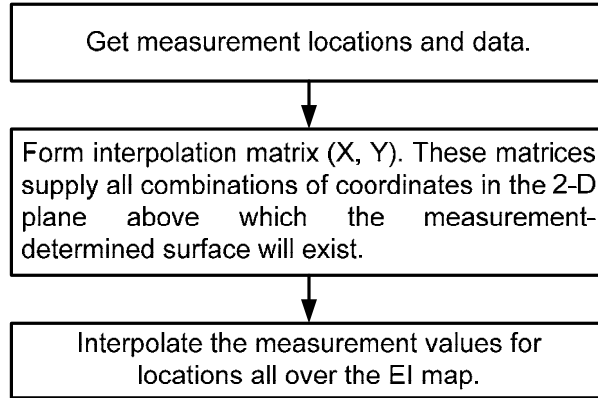 Get measurement locations and data.
Form interpolation matrix (X, Y). These matrices
supply all combinations of coordinates in the 2-D
plane above which the measurement-
determined surface will exist.
Interpolate the measurement values for
locations all over the EI map.